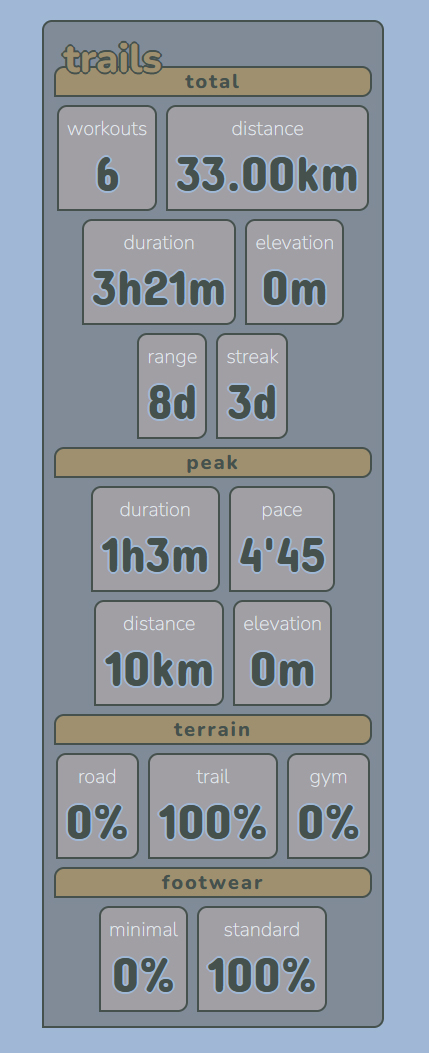 trails
total
workouts distance
6 33.00km
duration elevation
3h21m 0m
range streak
8d 3d
peak
duration pace
1h3m 4'45
distance elevation
10km 0m
terrain
road trail gym
0% 100% 0%
footwear
minimal standard
0% 100%